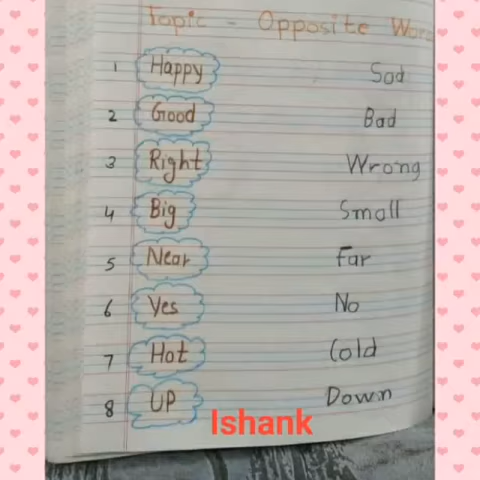 Topic - Opposite Word
1 Happy Sad
2 Good Bad
3 Right Wrong
4 Big Small
5 Near Far
6 Yes No
7 Hot Cold
8 UP Down
Ishank